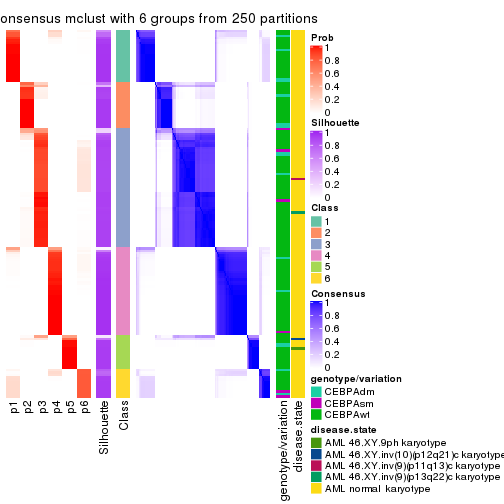 onsensus mclust with 6 groups from 250 partitions
Prob
1
0.8
0.6
0.4
0.2
0
Silhouette
1
0.8
0.6
0.4
0.2
0
Class
1
2
3
4
5
6
Consensus
1
0.8
0.6
0.4
0.2
0
genotype/variation
CEBPAdm
CEBPAsm
CEBPAwt
disease.state
AML 46.XY.9ph karyotype
AML 46.XY.inv(10)(p12q21)c karyotype
AML 46.XY.inv(9)(p11q13)c karyotype
AML 46.XY.inv(9)(p13q22)c karyotype
AML normal karyotype
p1
p2
p3
p4
p5
p6
Silhouette
Class
genotype/variation
disease.state